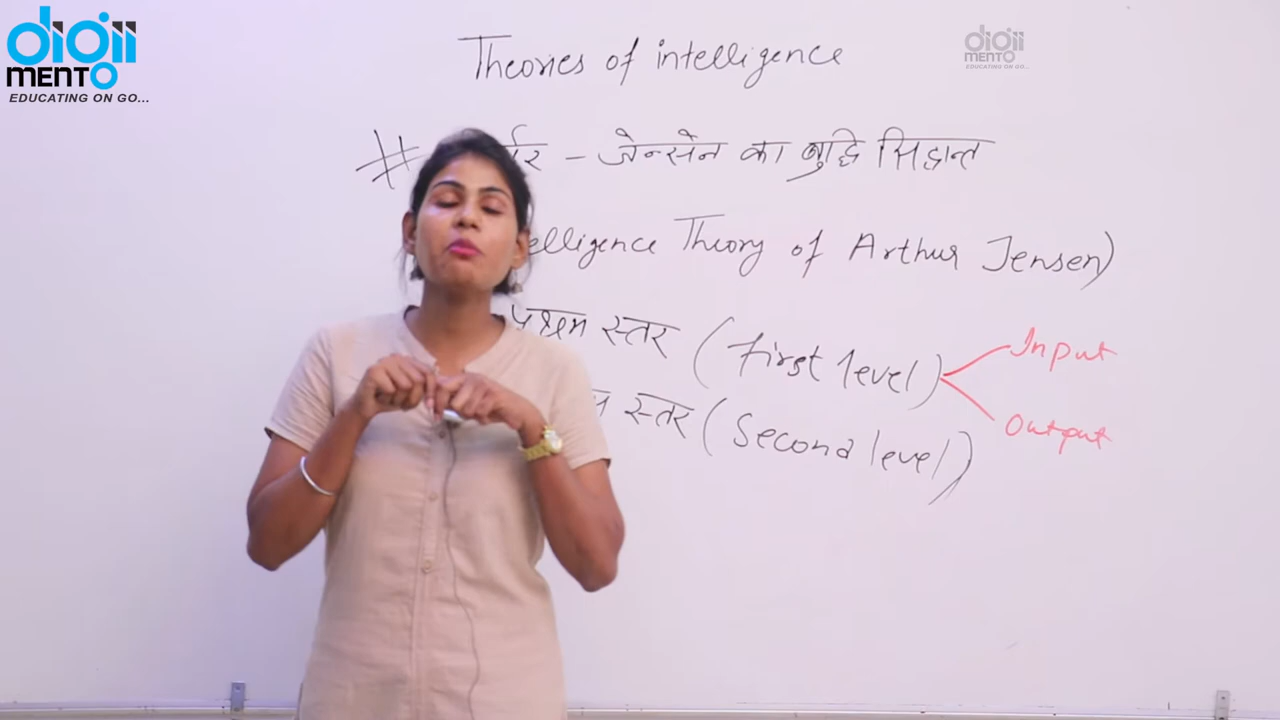 digii
MENTO
EDUCATING ON GO...
digii
MENTO
EDUCATING ON GO...
Theories of intelligence
# - जेन्सेन का बुद्धि सिद्धान्त
Theory of Arthur Jensen)
प्रथम स्तर (first level) Input
Output
स्तर (Second level)